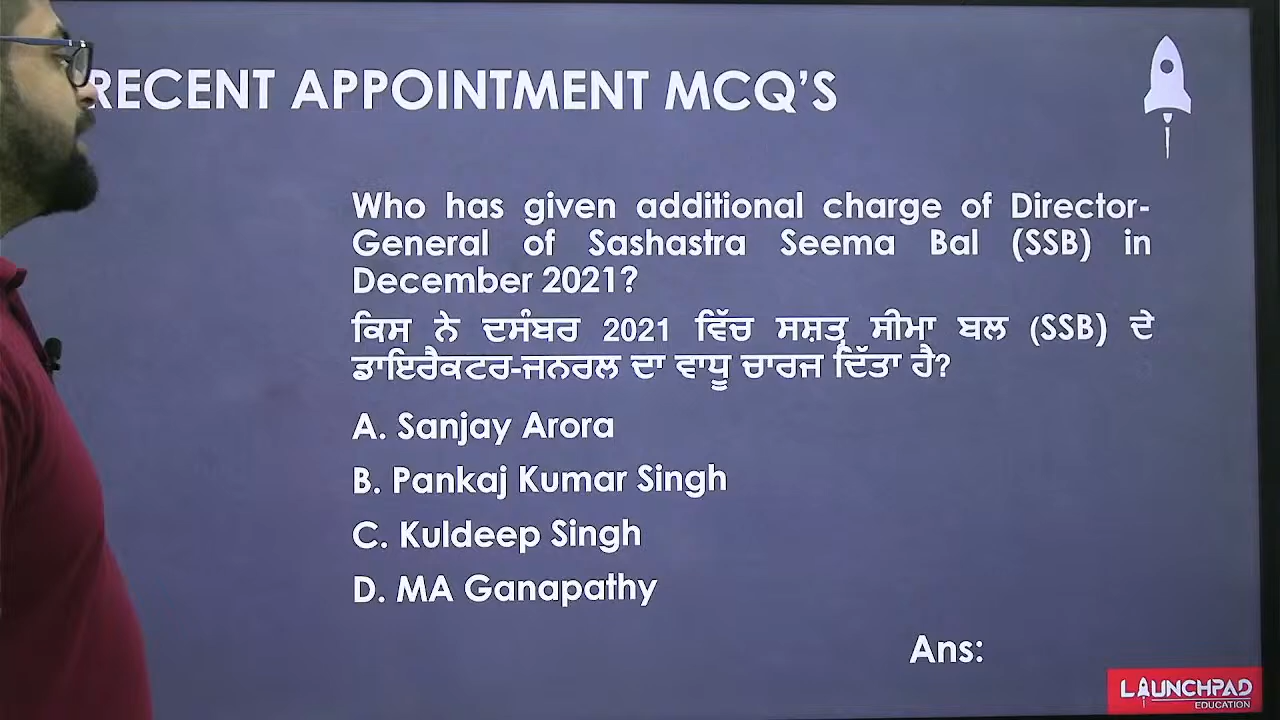 RECENT APPOINTMENT MCQ'S
Who has given additional charge of Director-
General of Sashastra Seema Bal (SSB) in
December 2021?
ਕਿਸ ਨੇ ਦਸੰਬਰ 2021 ਵਿੱਚ ਸਸ਼ਤ੍ਰ ਸੀਮਾ ਬਲ (SSB) ਦੇ
ਡਾਇਰੈਕਟਰ-ਜਨਰਲ ਦਾ ਵਾਧੂ ਚਾਰਜ ਦਿੱਤਾ ਹੈ?
A. Sanjay Arora
B. Pankaj Kumar Singh
C. Kuldeep Singh
D. MA Ganapathy
Ans:
LAUNCHPAD
EDUCATION